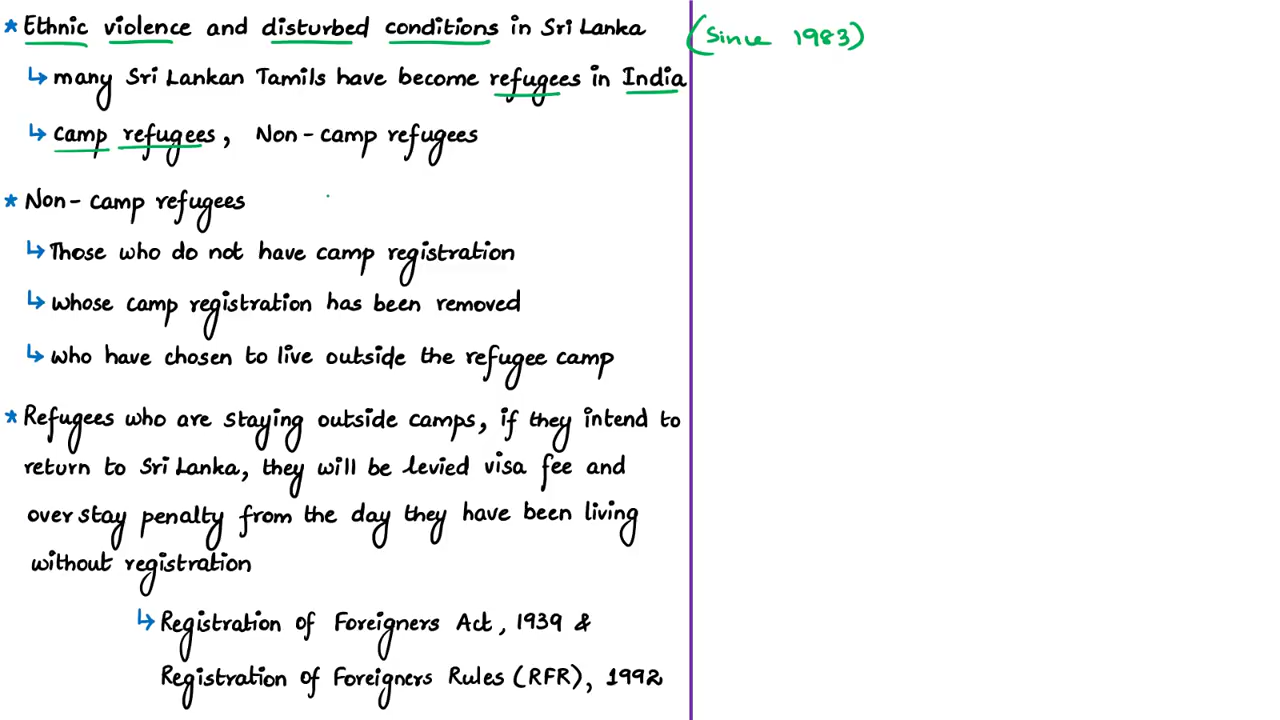 * Ethnic violence and disturbed conditions in Sri Lanka (Since 1983)
↳ many Sri Lankan Tamils have become refugees in India
↳ Camp refugees, Non-camp refugees
* Non-camp refugees
↳ Those who do not have camp registration
↳ whose camp registration has been removed
↳ who have chosen to live outside the refugee camp
* Refugees who are staying outside camps, if they intend to
return to Sri Lanka, they will be levied visa fee and
over stay penalty from the day they have been living
without registration
↳ Registration of Foreigners Act, 1939 &
Registration of Foreigners Rules (RFR), 1992